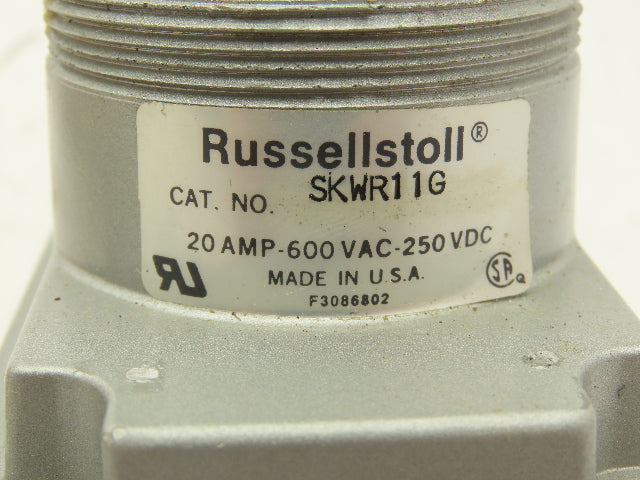 Russellstoll®
CAT. NO. SKWR11G
20 AMP-600 VAC-250 VDC
MADE IN U.S.A.
F3086802